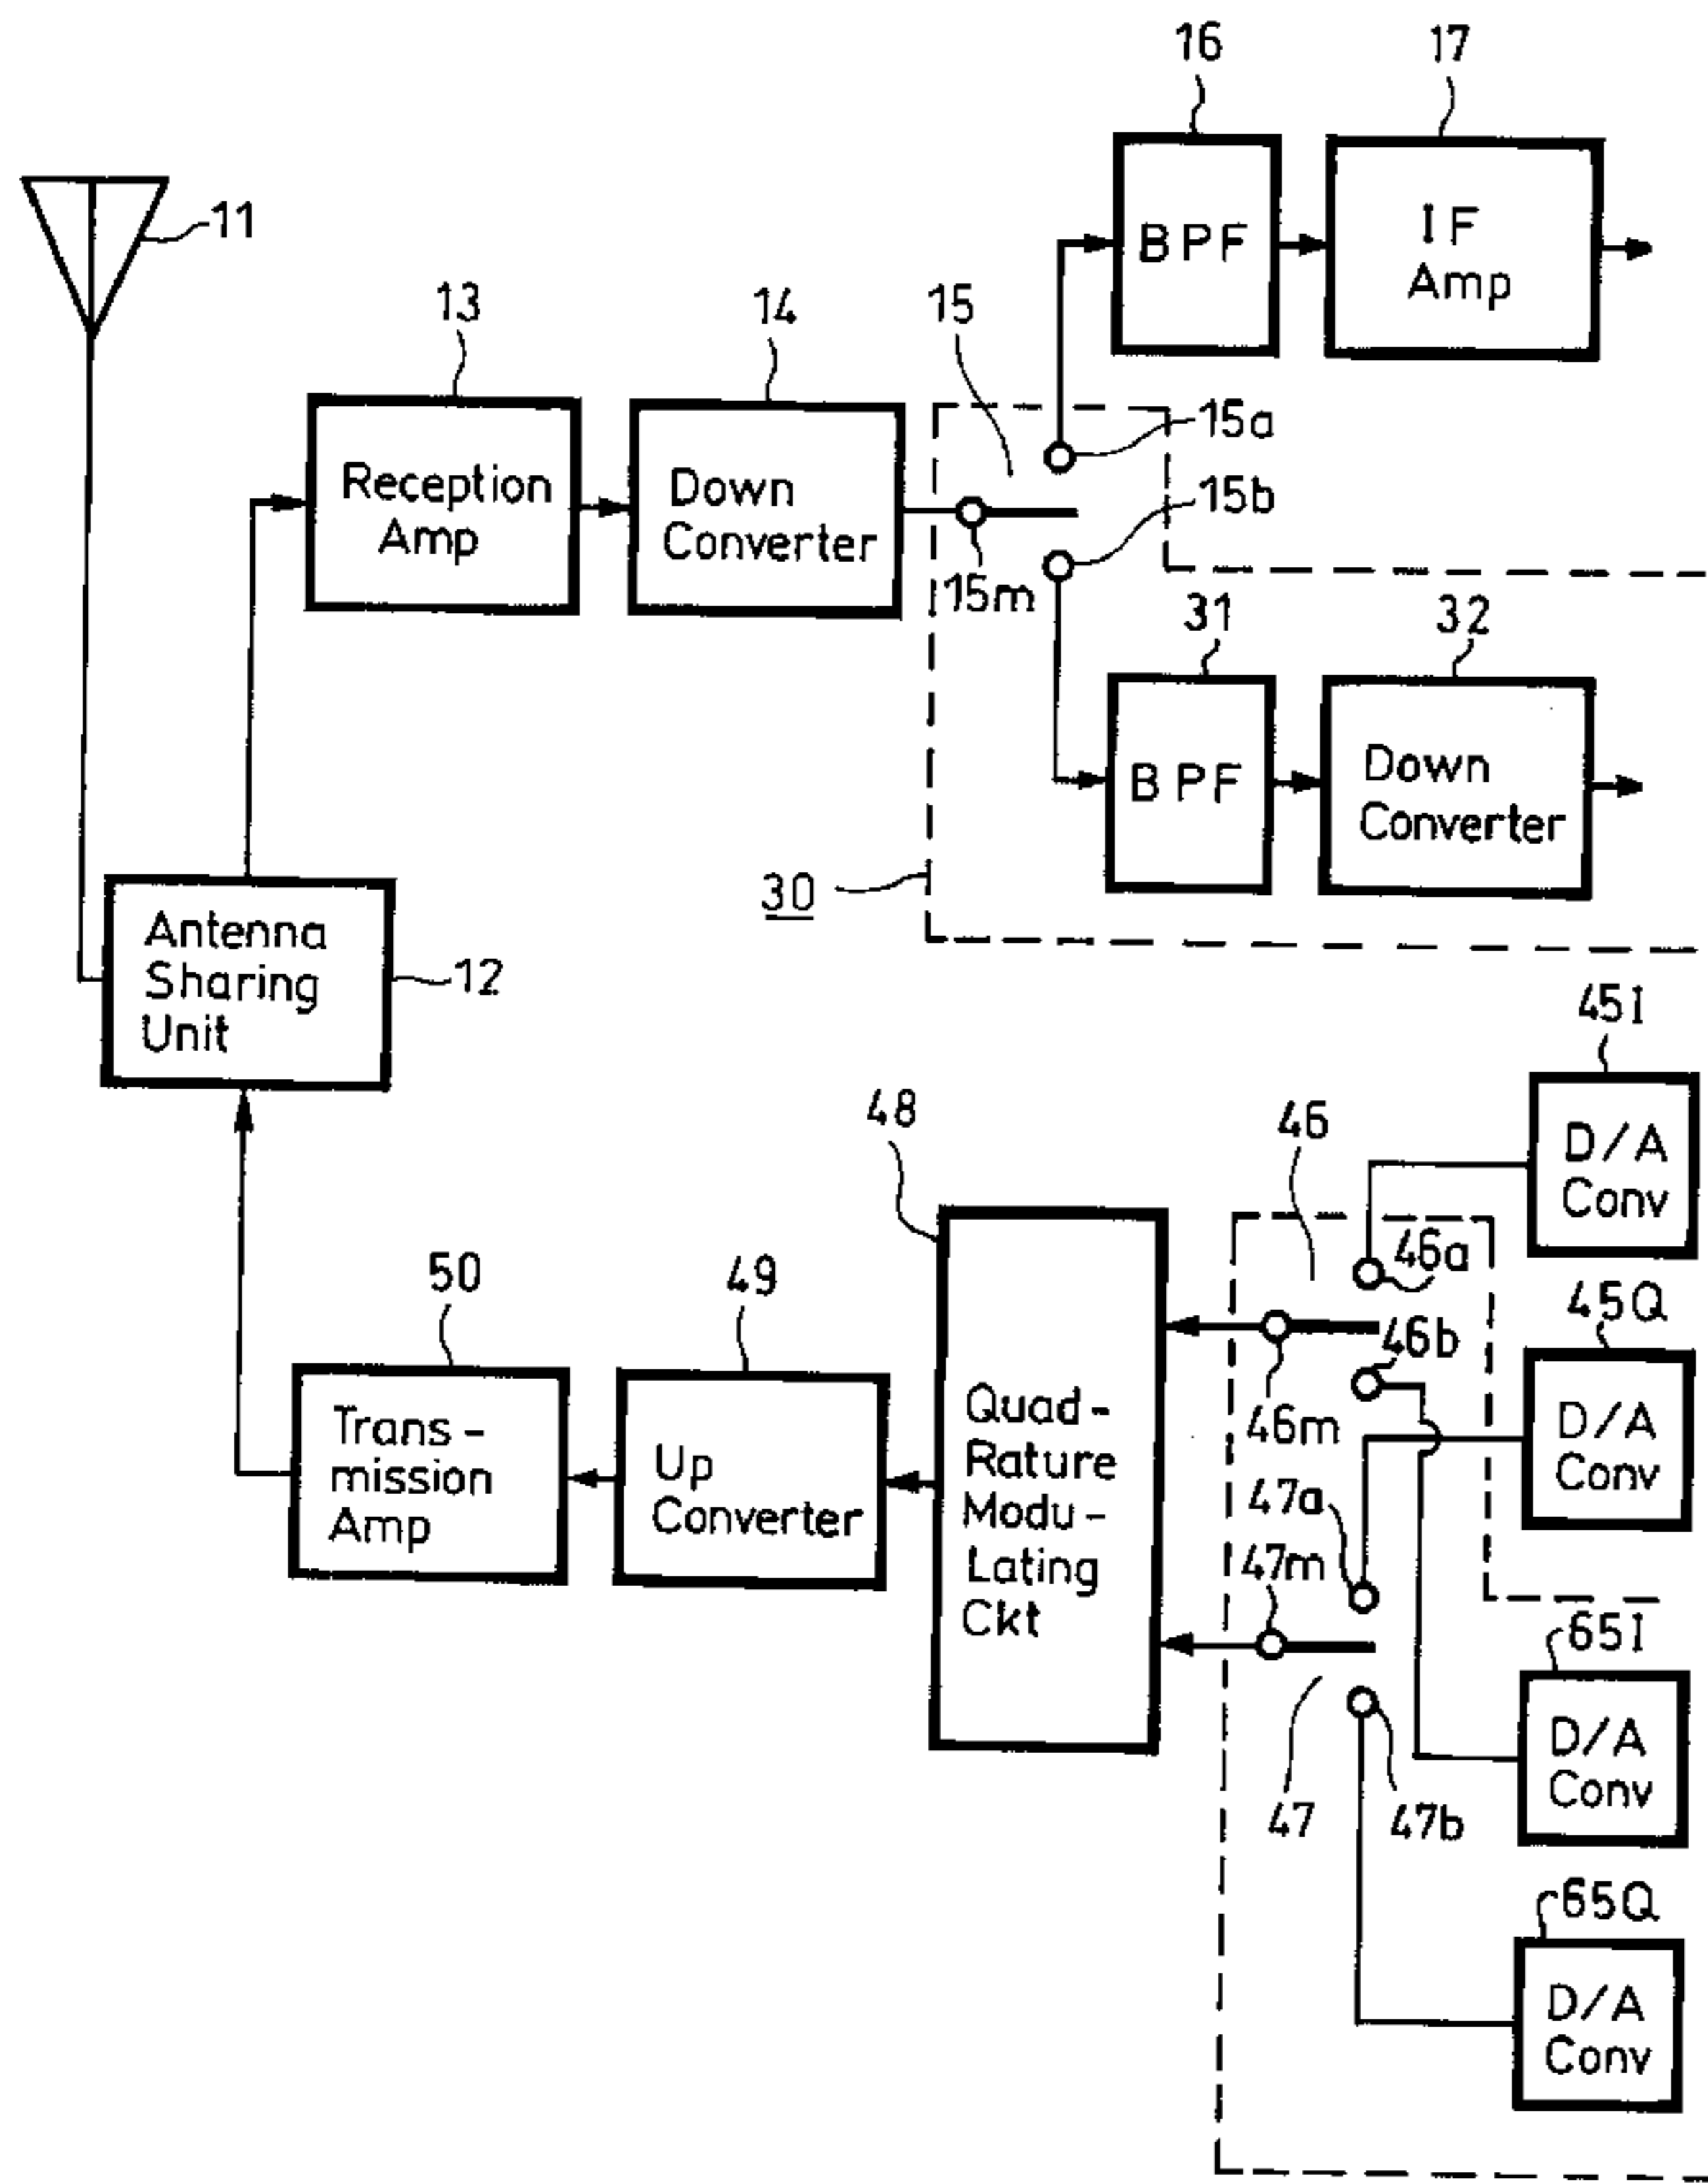 16
17
11
BPF
IF
Amp
13
14
15
15a
Reception
Amp
Down
Converter
15b
15m
31
32
BPF
Down
Converter
30
Antenna
Sharing
Unit
12
45I
48
46
D/A
Conv
46a
50
49
45Q
46b
Trans-
mission
Amp
Up
Converter
Quad-
Rature
Modu-
Lating
Ckt
46m
D/A
Conv
47a
47m
65I
D/A
Conv
47
47b
65Q
D/A
Conv